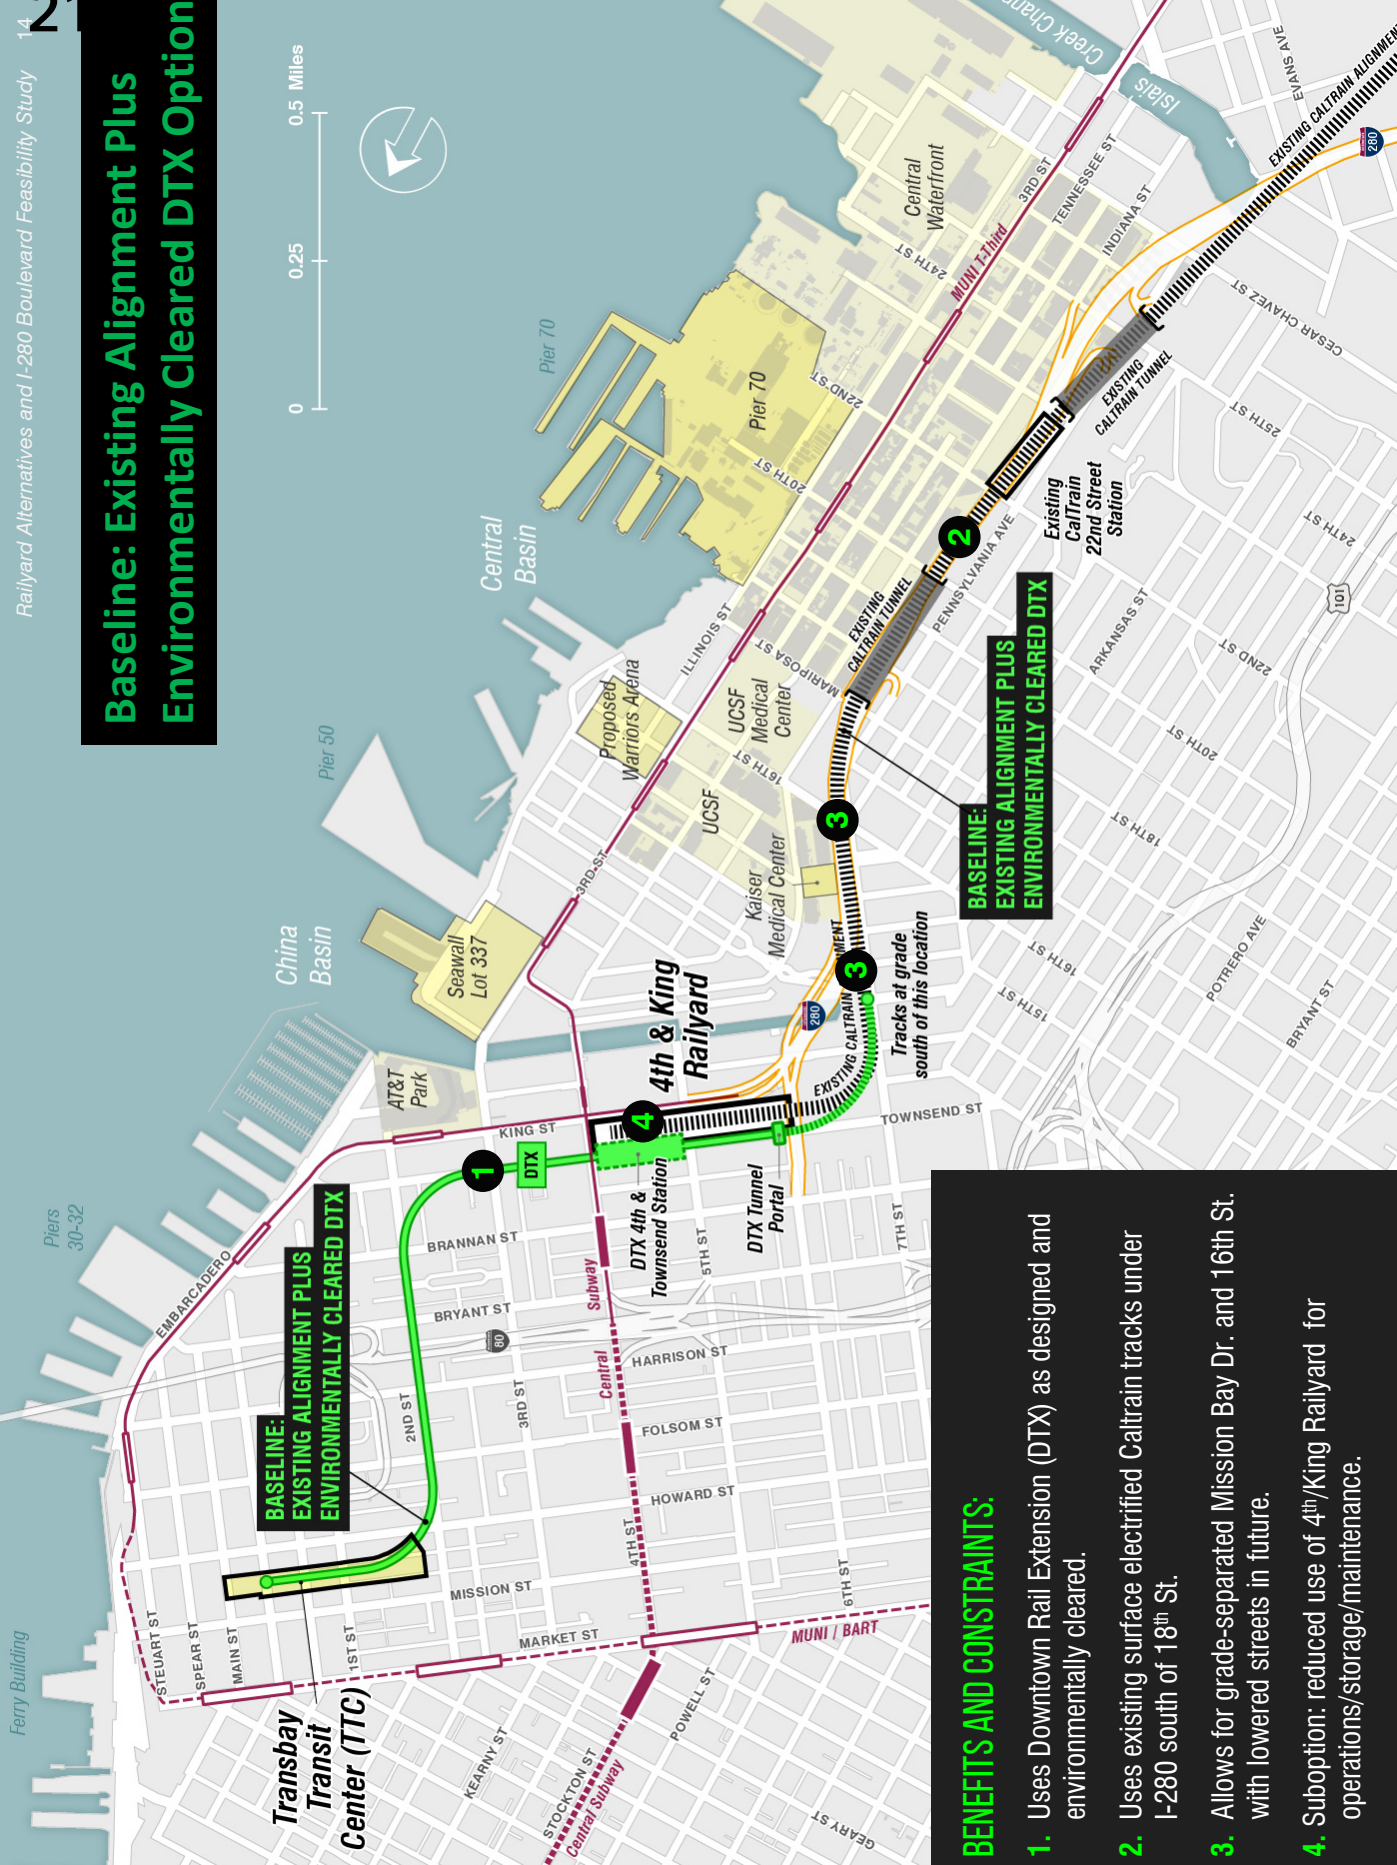 Railyard Alternatives and I-280 Boulevard Feasibility Study 14
21
Baseline: Existing Alignment Plus
Environmentally Cleared DTX Option
0 0.25 0.5 Miles
Ferry Building
Piers
30-32
Pier 50
Pier 70
China
Basin
Central
Basin
Creek Chann
Islais
EMBARCADERO
Transbay
Transit
Center (TTC)
BASELINE:
EXISTING ALIGNMENT PLUS
ENVIRONMENTALLY CLEARED DTX
STEUART ST
SPEAR ST
MAIN ST
1ST ST
2ND ST
3RD ST
4TH ST
5TH ST
6TH ST
7TH ST
MARKET ST
MISSION ST
HOWARD ST
FOLSOM ST
HARRISON ST
BRYANT ST
BRANNAN ST
TOWNSEND ST
KING ST
KEARNY ST
STOCKTON ST
POWELL ST
GEARY ST
Central Subway
Central
Subway
MUNI / BART
80
1
DTX
AT&T
Park
Seawall
Lot 337
4
4th & King
Railyard
DTX 4th &
Townsend Station
DTX Tunnel
Portal
280
EXISTING CALTRAIN
MENT
3
Tracks at grade
south of this location
Kaiser
Medical Center
3
UCSF
UCSF
Medical
Center
Proposed
Warriors Arena
3RD ST
16TH ST
MARIPOSA ST
ILLINOIS ST
BASELINE:
EXISTING ALIGNMENT PLUS
ENVIRONMENTALLY CLEARED DTX
EXISTING
CALTRAIN TUNNEL
2
PENNSYLVANIA AVE
Existing
CalTrain
22nd Street
Station
EXISTING
CALTRAIN TUNNEL
Pier 70
20TH ST
22ND ST
24TH ST
MUNI T-Third
Central
Waterfront
3RD ST
TENNESSEE ST
INDIANA ST
CESAR CHAVEZ ST
25TH ST
24TH ST
22ND ST
20TH ST
18TH ST
16TH ST
15TH ST
ARKANSAS ST
POTRERO AVE
BRYANT ST
101
EVANS AVE
EXISTING CALTRAIN ALIGNMENT
280
BENEFITS AND CONSTRAINTS:
1. Uses Downtown Rail Extension (DTX) as designed and
environmentally cleared.
2. Uses existing surface electrified Caltrain tracks under
I-280 south of 18th St.
3. Allows for grade-separated Mission Bay Dr. and 16th St.
with lowered streets in future.
4. Suboption: reduced use of 4th/King Railyard for
operations/storage/maintenance.